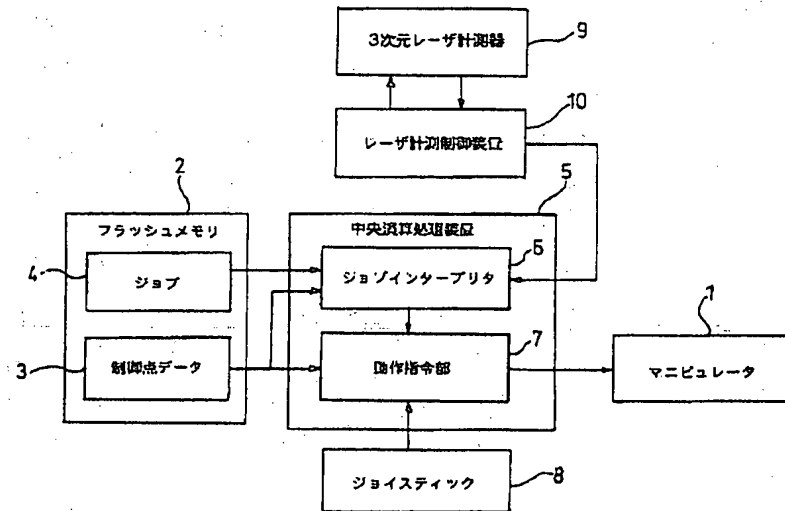 3次元レーザ計測器
9
10
レーザ計測制御装置
2
5
フラッシュメモリ
中央演算処理装置
6
4
ジョブ
ジョブインタープリタ
1
7
3
制御点データ
動作指令部
マニピュレータ
ジョイスティック
8